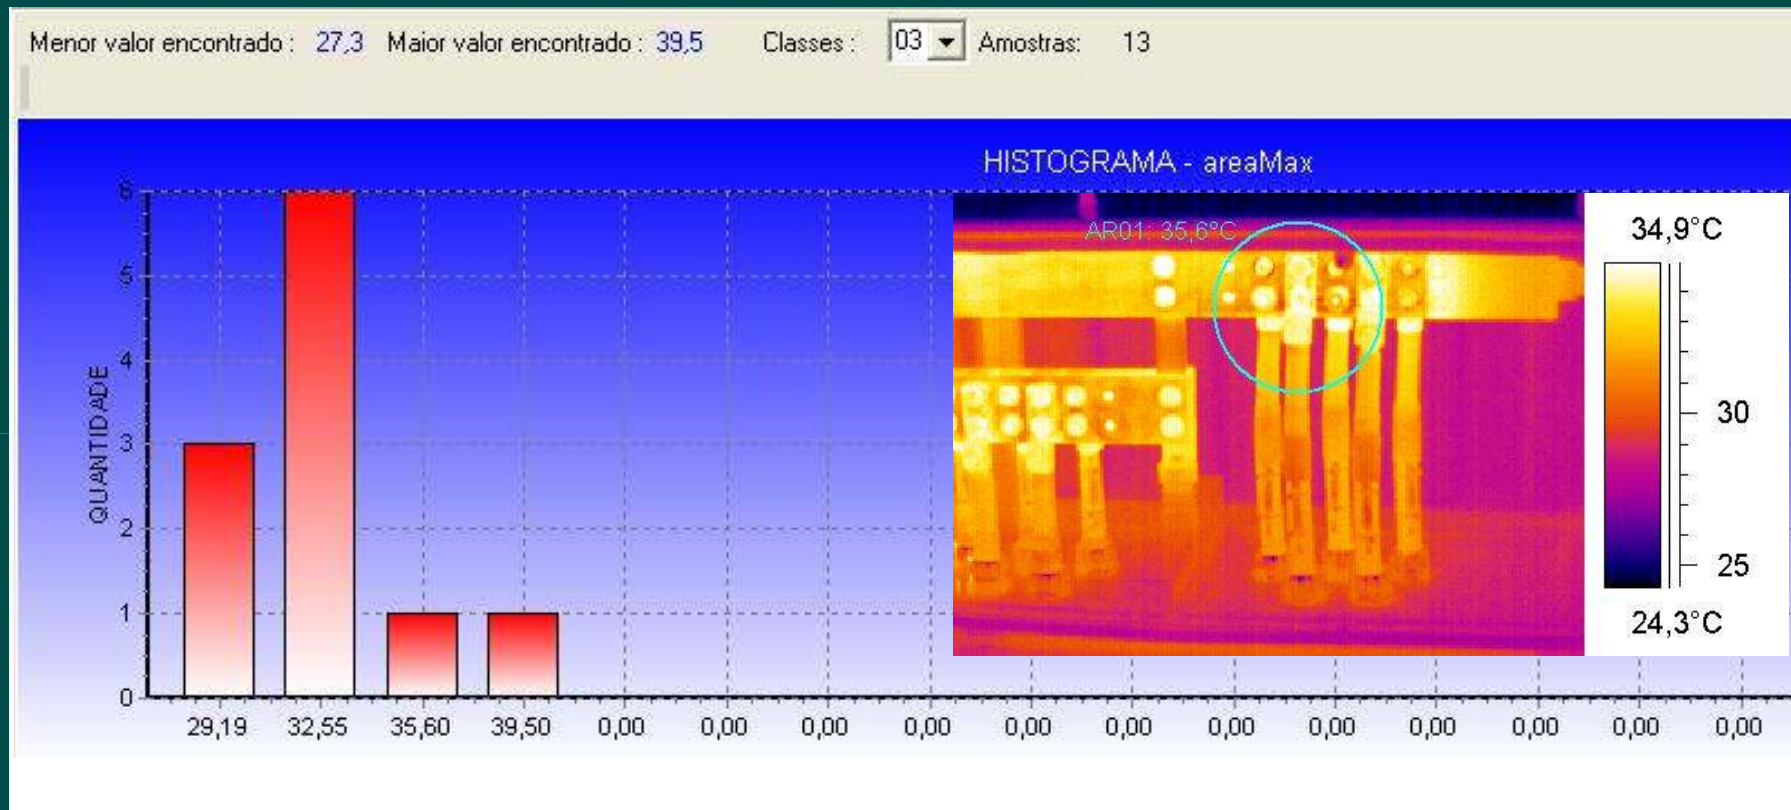 Menor valor encontrado : 27,3 Maior valor encontrado : 39,5 Classes : 03 Amostras: 13
HISTOGRAMA - areaMax
AR01: 35,6°C
34,9°C
30
25
24,3°C
QUANTIDADE
6
5
4
3
2
1
0
29,19 32,55 35,60 39,50 0,00 0,00 0,00 0,00 0,00 0,00 0,00 0,00 0,00 0,00 0,00 0,00